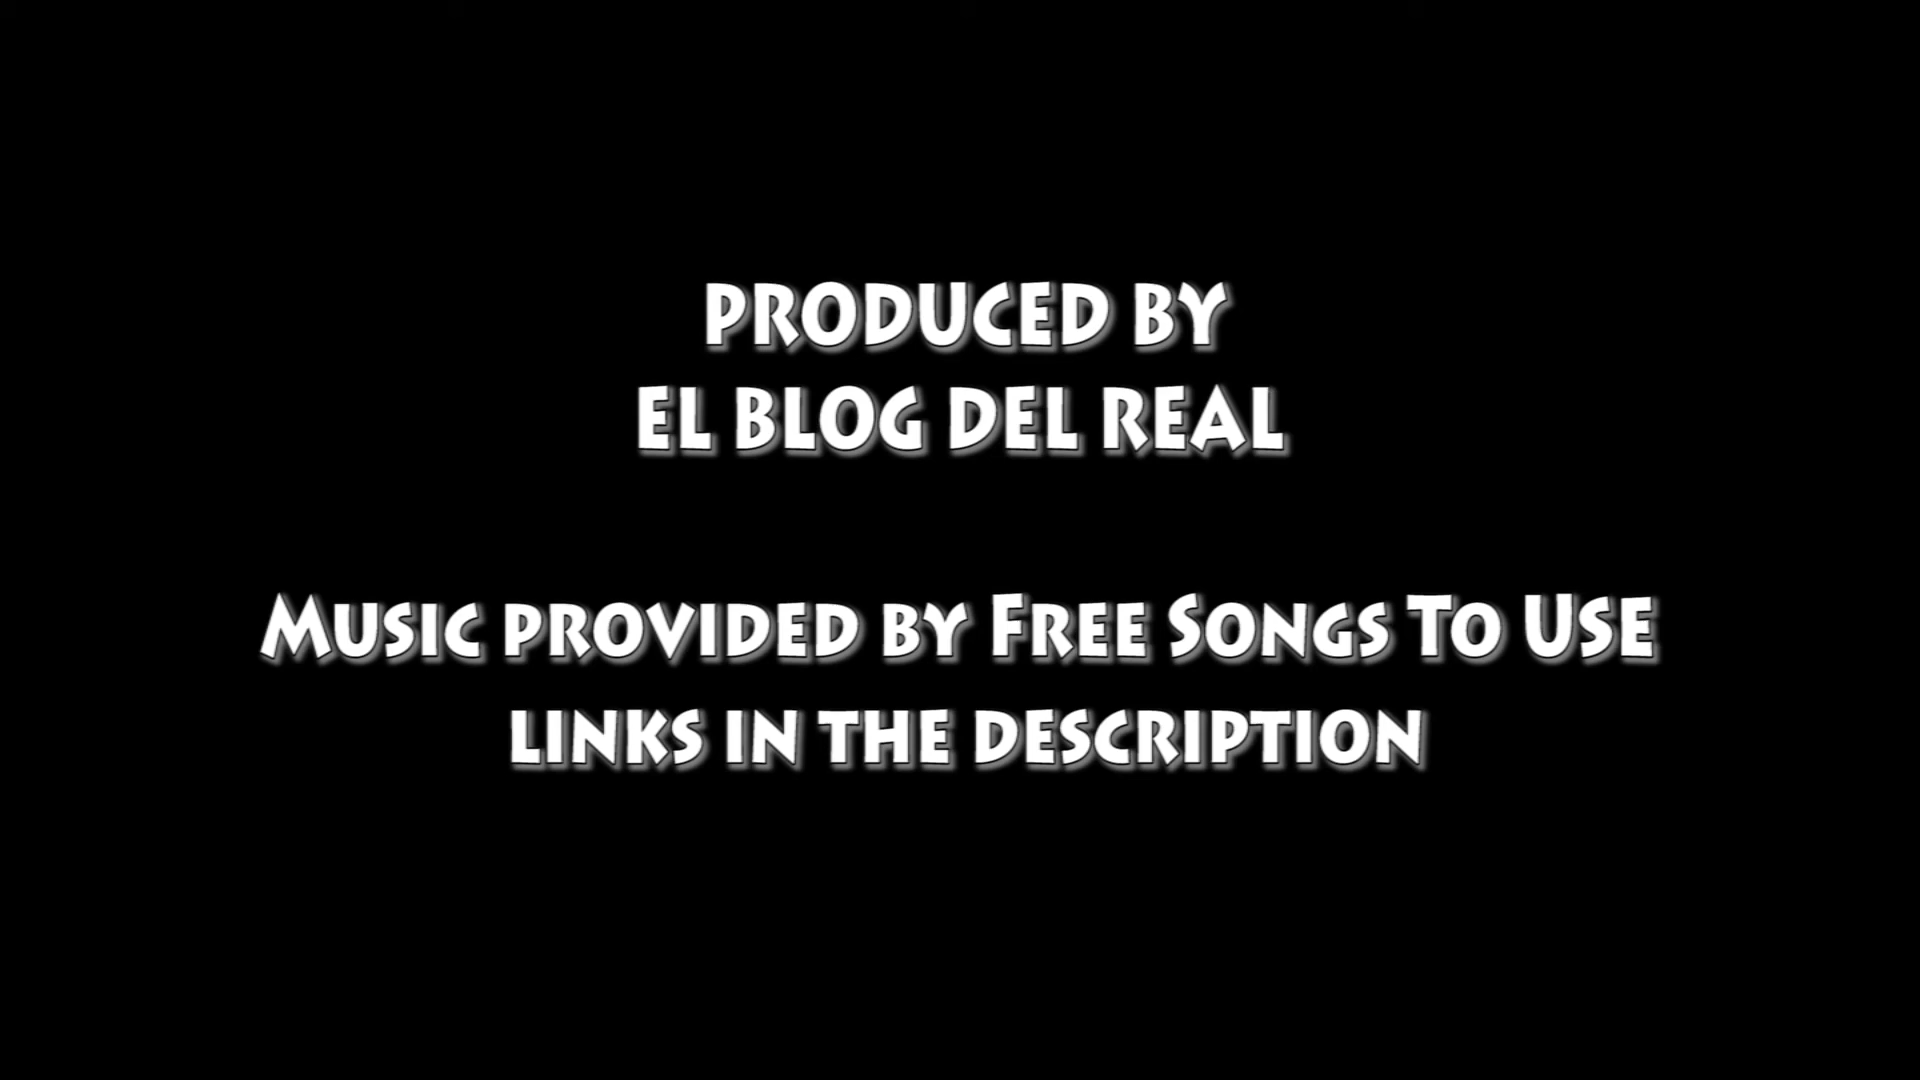 PRODUCED BY
EL BLOG DEL REAL
Music provided by Free Songs To Use
links in the description